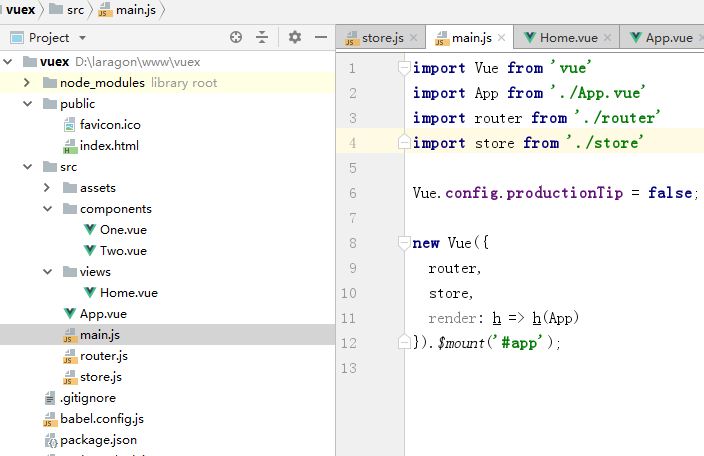 vuex
src
main.js
Project
store.js
main.js
Home.vue
App.vue
vuex D:\laragon\www\vuex
node_modules library root
public
favicon.ico
index.html
src
assets
components
One.vue
Two.vue
views
Home.vue
App.vue
main.js
router.js
store.js
.gitignore
babel.config.js
package.json
1 import Vue from 'vue'
2 import App from './App.vue'
3 import router from './router'
4 import store from './store'
5
6 Vue.config.productionTip = false;
7
8 new Vue({
9 router,
10 store,
11 render: h => h(App)
12 }).$mount('#app');
13